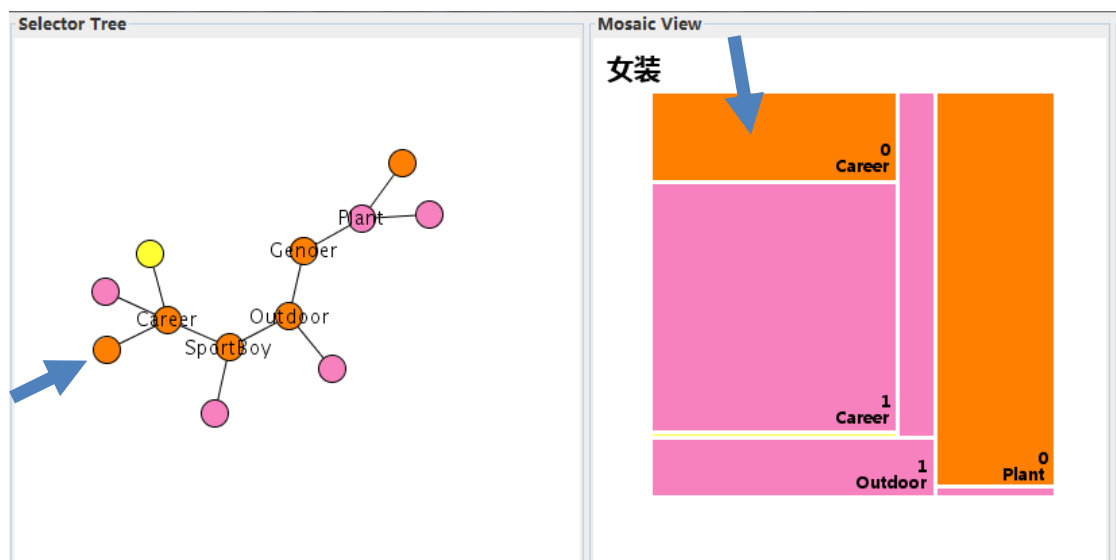 Selector Tree
Plant
Gender
Outdoor
Career
SportBoy
Mosaic View
女装
0
Career
1
Career
1
Outdoor
0
Plant